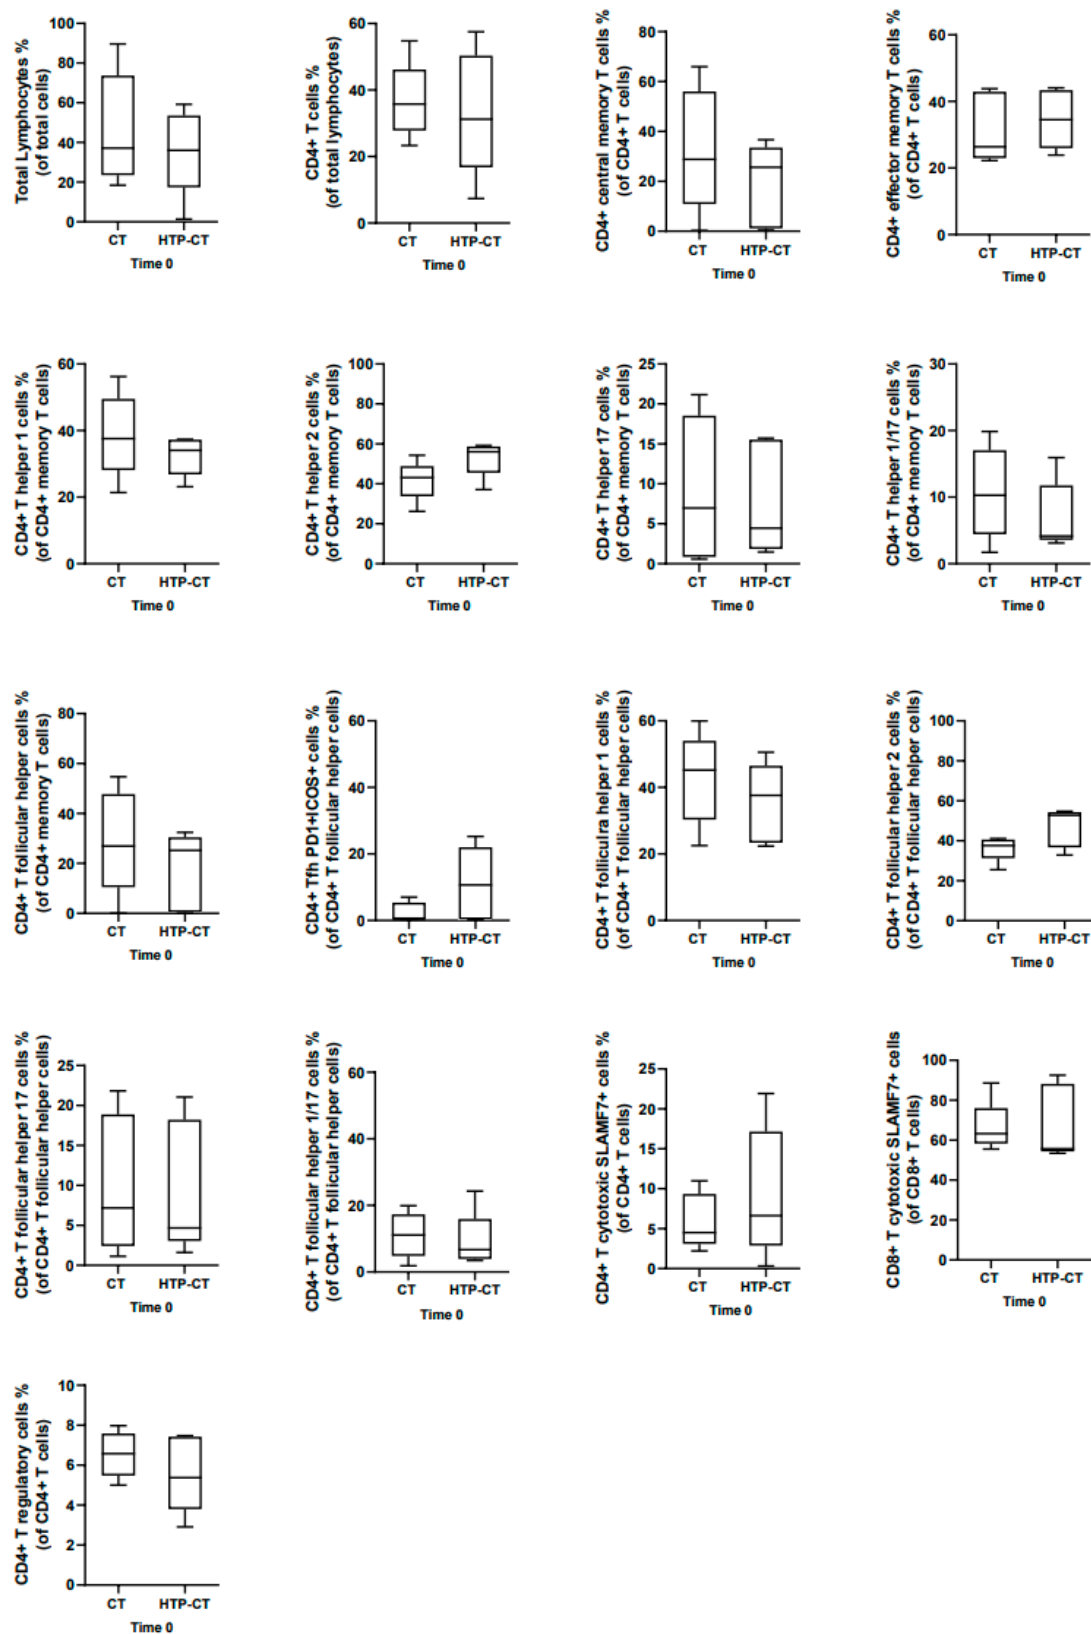 Total Lymphocytes %
(of total cells)
100
80
60
40
20
0
CT HTP-CT
Time 0
CD4+ T cells %
(of total lymphocytes)
60
40
20
0
CT HTP-CT
Time 0
CD4+ central memory T cells %
(of CD4+ T cells)
80
60
40
20
0
CT HTP-CT
Time 0
CD4+ effector memory T cells %
(of CD4+ T cells)
60
40
20
0
CT HTP-CT
Time 0
CD4+ T helper 1 cells %
(of CD4+ memory T cells)
60
40
20
0
CT HTP-CT
Time 0
CD4+ T helper 2 cells %
(of CD4+ memory T cells)
100
80
60
40
20
0
CT HTP-CT
Time 0
CD4+ T helper 17 cells %
(of CD4+ memory T cells)
25
20
15
10
5
0
CT HTP-CT
Time 0
CD4+ T helper 1/17 cells %
(of CD4+ memory T cells)
30
20
10
0
CT HTP-CT
Time 0
CD4+ T follicular helper cells %
(of CD4+ memory T cells)
80
60
40
20
0
CT HTP-CT
Time 0
CD4+ Tfh PD1+ICOS+ cells %
(of CD4+ T follicular helper cells)
60
40
20
0
CT HTP-CT
Time 0
CD4+ T folliculra helper 1 cells %
(of CD4+ T follicular helper cells)
60
40
20
0
CT HTP-CT
Time 0
CD4+ T follicular helper 2 cells %
(of CD4+ T follicular helper cells)
100
80
60
40
20
0
CT HTP-CT
Time 0
CD4+ T follicular helper 17 cells %
(of CD4+ T follicular helper cells)
25
20
15
10
5
0
CT HTP-CT
Time 0
CD4+ T follicular helper 1/17 cells %
(of CD4+ T follicular helper cells)
60
40
20
0
CT HTP-CT
Time 0
CD4+ T cytotoxic SLAMF7+ cells %
(of CD4+ T cells)
25
20
15
10
5
0
CT HTP-CT
Time 0
CD8+ T cytotoxic SLAMF7+ cells
(of CD8+ T cells)
100
80
60
40
20
0
CT HTP-CT
Time 0
CD4+ T regulatory cells %
(of CD4+ T cells)
10
8
6
4
2
0
CT HTP-CT
Time 0